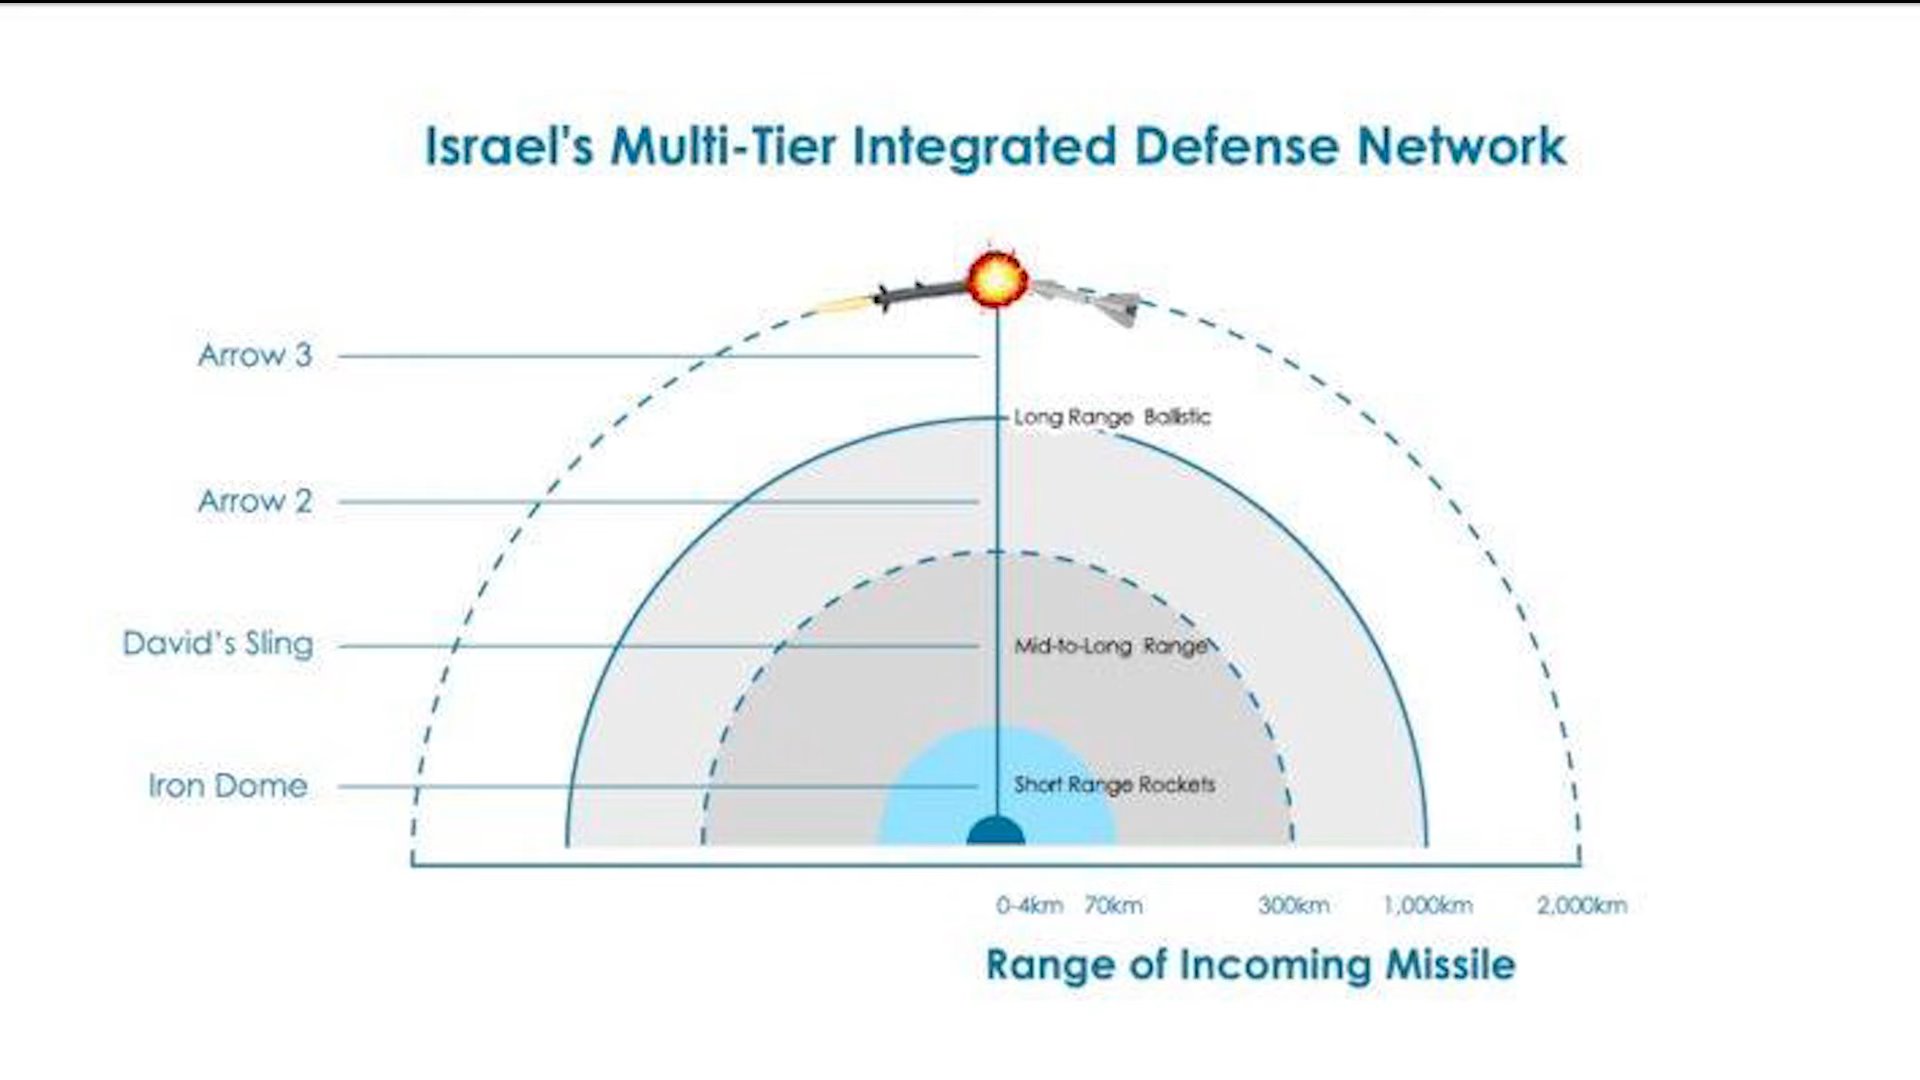 Israel's Multi-Tier Integrated Defense Network
Arrow 3
Long Range Ballistic
Arrow 2
David's Sling
Mid-to-Long Range
Iron Dome
Short Range Rockets
0-4km 70km 300km 1,000km 2,000km
Range of Incoming Missile